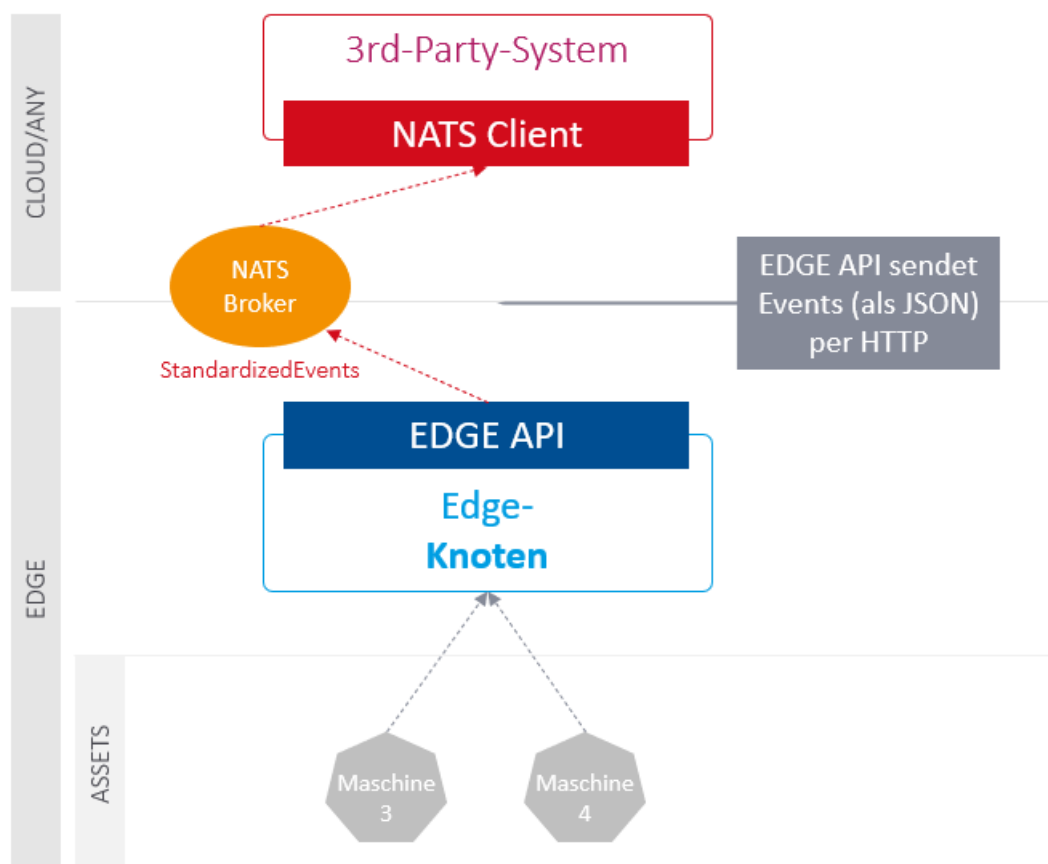 CLOUD/ANY
3rd-Party-System
NATS Client
NATS
Broker
EDGE API sendet
Events (als JSON)
per HTTP
StandardizedEvents
EDGE
EDGE API
Edge-
Knoten
ASSETS
Maschine
3
Maschine
4